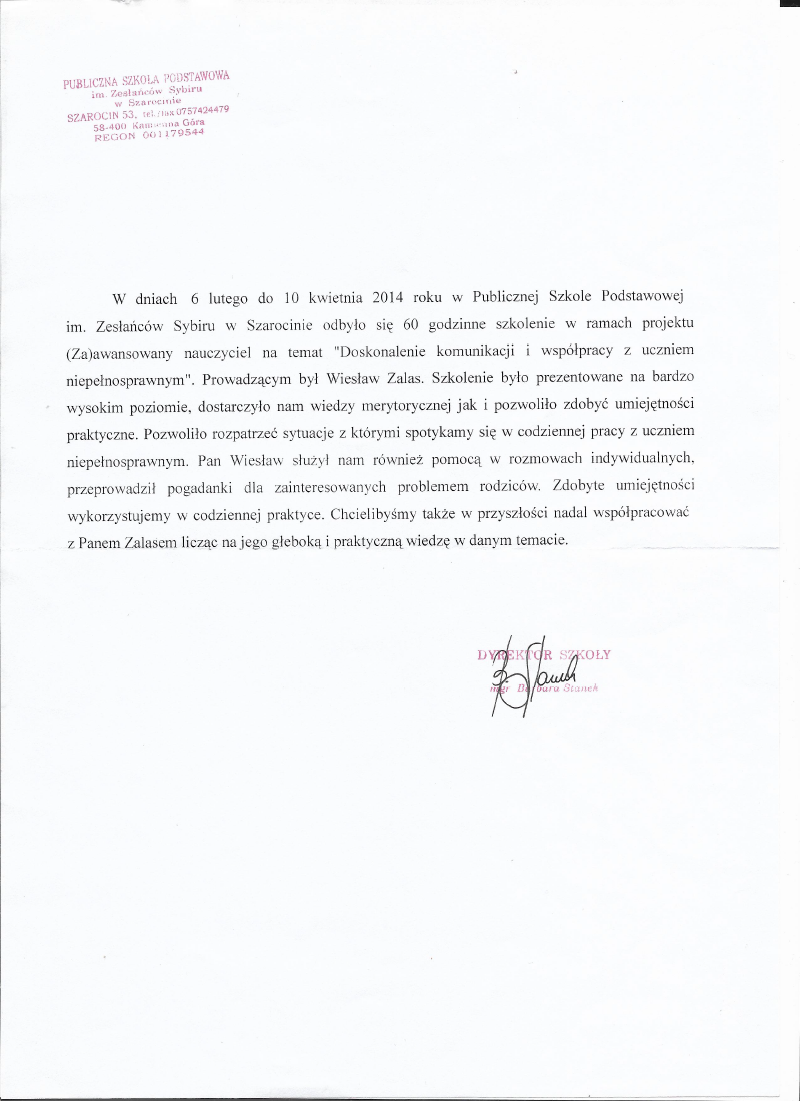 PUBLICZNA SZKOŁA PODSTAWOWA
im. Zesłańców Sybiru
w Szarocinie
SZAROCIN 53, tel./fax 0757424479
58-400 Kamienna Góra
REGON 001179544
W dniach 6 lutego do 10 kwietnia 2014 roku w Publicznej Szkole Podstawowej
im. Zesłańców Sybiru w Szarocinie odbyło się 60 godzinne szkolenie w ramach projektu
(Za)awansowany nauczyciel na temat "Doskonalenie komunikacji i współpracy z uczniem
niepełnosprawnym". Prowadzącym był Wiesław Zalas. Szkolenie było prezentowane na bardzo
wysokim poziomie, dostarczyło nam wiedzy merytorycznej jak i pozwoliło zdobyć umiejętności
praktyczne. Pozwoliło rozpatrzeć sytuacje z którymi spotykamy się w codziennej pracy z uczniem
niepełnosprawnym. Pan Wiesław służył nam również pomocą w rozmowach indywidualnych,
przeprowadził pogadanki dla zainteresowanych problemem rodziców. Zdobyte umiejętności
wykorzystujemy w codziennej praktyce. Chcielibyśmy także w przyszłości nadal współpracować
z Panem Zalasem licząc na jego głeboką i praktyczną wiedzę w danym temacie.
DYREKTOR SZKOŁY
mgr Barbara Stanek